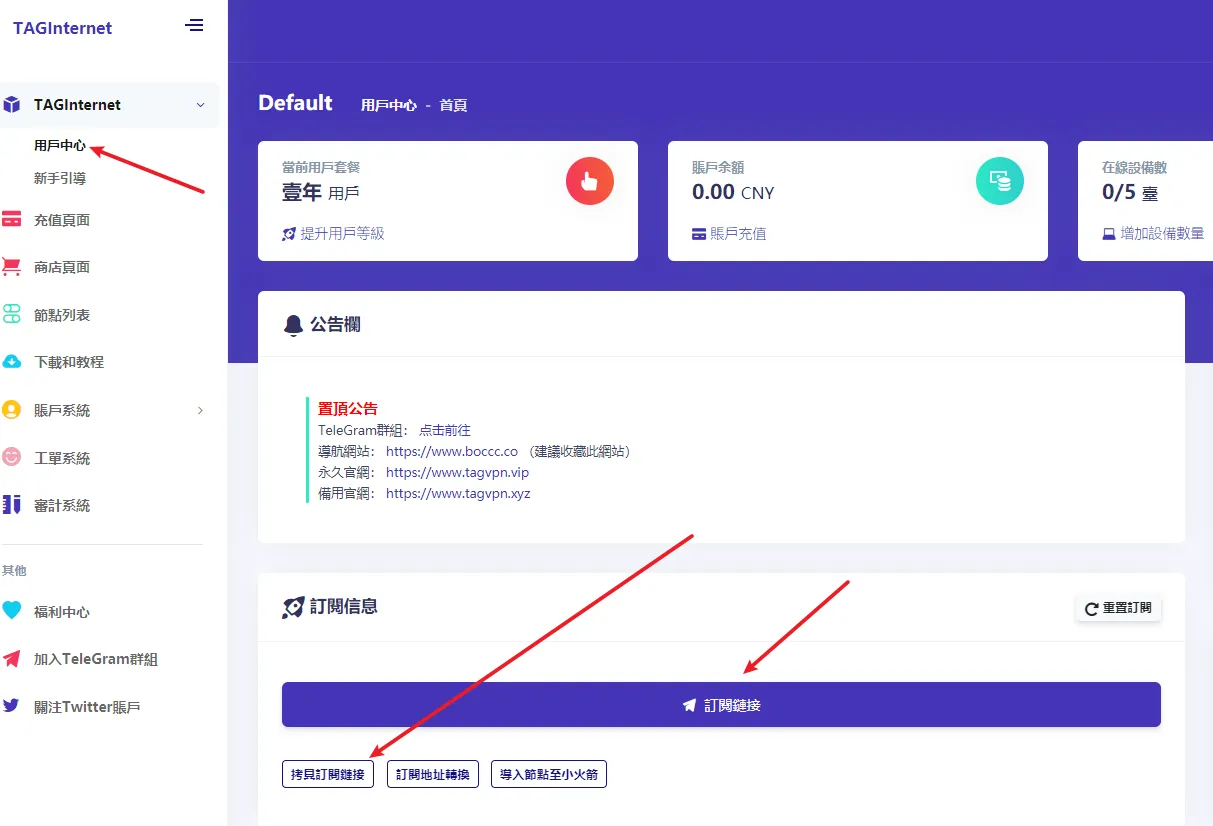 TAGInternet
TAGInternet
用戶中心
新手引導
充值頁面
商店頁面
節點列表
下載和教程
賬戶系統
工單系統
審計系統
其他
福利中心
加入TeleGram群組
關注Twitter賬戶
Default 用戶中心 - 首頁
當前用戶套餐
壹年 用戶
提升用戶等級
賬戶余額
0.00 CNY
賬戶充值
在線設備數
0/5 臺
增加設備數量
公告欄
置頂公告
TeleGram群組： 点击前往
導航網站： https://www.boccc.co （建議收藏此網站）
永久官網： https://www.tagvpn.vip
備用官網： https://www.tagvpn.xyz
訂閱信息
重置訂閱
訂閱鏈接
拷貝訂閱鏈接 訂閱地址轉換 導入節點至小火箭